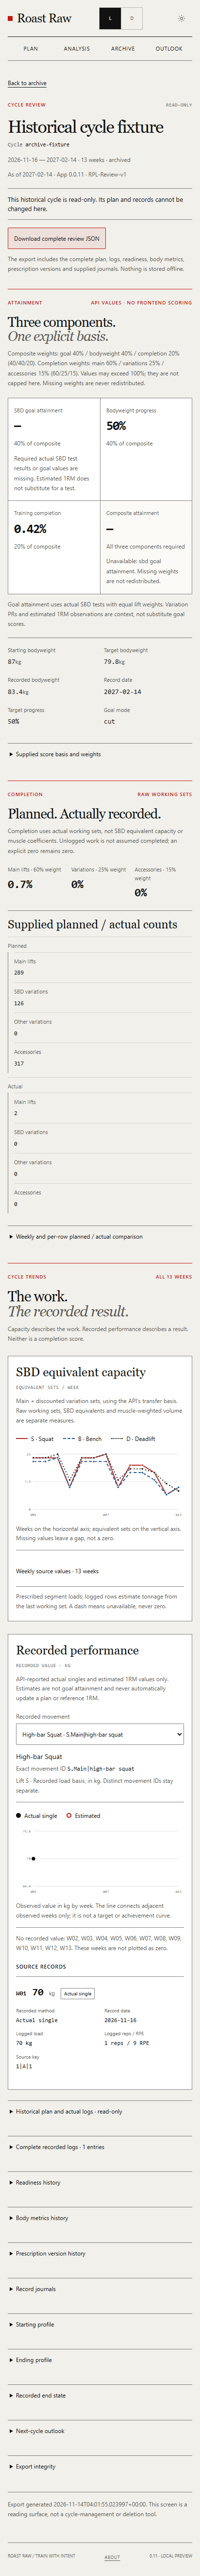 Roast Raw
L
D
PLAN
ANALYSIS
ARCHIVE
OUTLOOK
Back to archive
CYCLE REVIEW
READ-ONLY
Historical cycle fixture
Cycle archive-fixture
2026-11-16 — 2027-02-14 · 13 weeks · archived
As of 2027-02-14 · App 0.0.11 · RPL-Review-v1
This historical cycle is read-only. Its plan and records cannot be
changed here.
Download complete review JSON
The export includes the complete plan, logs, readiness, body metrics,
prescription versions and supplied journals. Nothing is stored offline.
ATTAINMENT
API VALUES · NO FRONTEND SCORING
Three components.
One explicit basis.
Composite weights: goal 40% / bodyweight 40% / completion 20%
(40/40/20). Completion weights: main 60% / variations 25% /
accessories 15% (60/25/15). Values may exceed 100%; they are not
capped here. Missing weights are never redistributed.
SBD goal attainment
—
40% of composite
Required actual SBD test
results or goal values are
missing. Estimated 1RM does
not substitute for a test.
Bodyweight progress
50%
40% of composite
Training completion
0.42%
20% of composite
Composite attainment
—
All three components required
Unavailable: sbd goal
attainment. Missing weights
are not redistributed.
Goal attainment uses actual SBD tests with equal lift weights. Variation
PRs and estimated 1RM observations are context, not substitute goal
scores.
Starting bodyweight
87kg
Target bodyweight
79.8kg
Recorded bodyweight
83.4kg
Record date
2027-02-14
Target progress
50%
Goal mode
cut
Supplied score basis and weights
COMPLETION
RAW WORKING SETS
Planned. Actually recorded.
Completion uses actual working sets, not SBD equivalent capacity or
muscle coefficients. Unlogged work is not assumed completed; an
explicit zero remains zero.
Main lifts · 60% weight
0.7%
Variations · 25% weight
0%
Accessories · 15%
weight
0%
Supplied planned / actual counts
Planned
Main lifts
289
SBD variations
126
Other variations
0
Accessories
317
Actual
Main lifts
2
SBD variations
0
Other variations
0
Accessories
0
Weekly and per-row planned / actual comparison
CYCLE TRENDS
ALL 13 WEEKS
The work.
The recorded result.
Capacity describes the work. Recorded performance describes a result.
Neither is a completion score.
SBD equivalent capacity
EQUIVALENT SETS / WEEK
Main + discounted variation sets, using the API's transfer basis.
Raw working sets, SBD equivalents and muscle-weighted volume
are separate measures.
S · Squat
B · Bench
D · Deadlift
0
W01
W07
W13
Weeks on the horizontal axis; equivalent sets on the vertical axis.
Missing values leave a gap, not a zero.
Weekly source values · 13 weeks
Prescribed segment loads; logged rows estimate tonnage from
the last working set. A dash means unavailable, never zero.
Recorded performance
RECORDED VALUE · KG
API-reported actual singles and estimated 1RM values only.
Estimates are not goal attainment and never automatically
update a plan or reference 1RM.
Recorded movement
High-bar Squat · S.Main|high-bar squat
High-bar Squat
Exact movement ID S.Main|high-bar squat
Lift S · Recorded load basis, in kg. Distinct movement IDs stay
separate.
Actual single
Estimated
70
W01
W07
W13
Observed value in kg by week. The line connects adjacent
observed weeks only; it is not a target or achievement curve.
No recorded value: W02, W03, W04, W05, W06, W07, W08, W09,
W10, W11, W12, W13. These weeks are not plotted as zero.
SOURCE RECORDS
W01 70 kg Actual single
Recorded method
Actual single
Record date
2026-11-16
Logged load
70 kg
Logged reps / RPE
1 reps / 9 RPE
Source key
1|A|1
Historical plan and actual logs · read-only
Complete recorded logs · 1 entries
Readiness history
Body metrics history
Prescription version history
Record journals
Starting profile
Ending profile
Recorded end state
Next-cycle outlook
Export integrity
Export generated 2026-11-14T04:01:55.023997+00:00. This screen is a
reading surface, not a cycle-management or deletion tool.
ROAST RAW / TRAIN WITH INTENT
ABOUT
0.11 · LOCAL PREVIEW